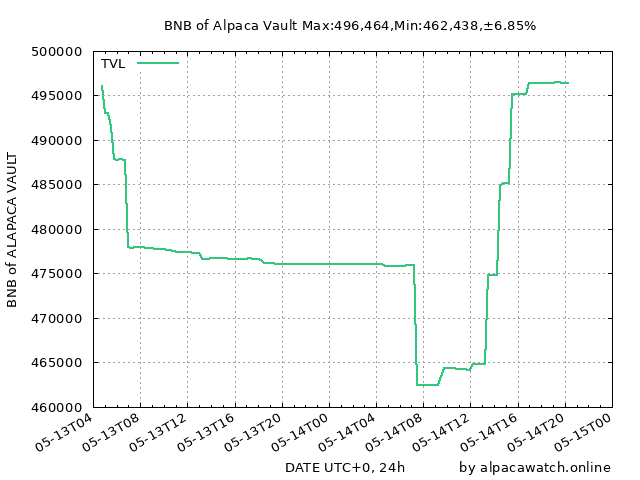 BNB of Alpaca Vault Max:496,464,Min:462,438,±6.85%
500000
TVL
495000
490000
485000
480000
475000
470000
465000
460000
BNB of ALAPACA VAULT
05-13T04
05-13T08
05-13T12
05-13T16
05-13T20
05-14T00
05-14T04
05-14T08
05-14T12
05-14T16
05-14T20
05-15T00
DATE UTC+0, 24h
by alpacawatch.online